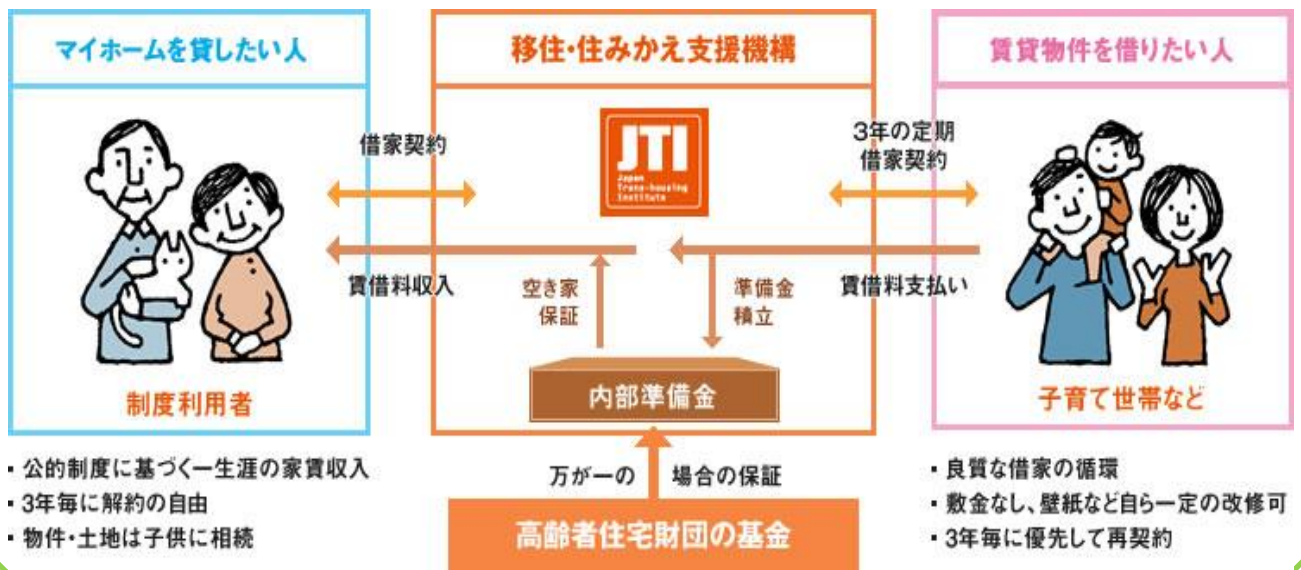 マイホームを貸したい人
移住・住みかえ支援機構
賃貸物件を借りたい人
借家契約
JTI
Japan
Trans-housing
Institute
3年の定期
借家契約
賃借料収入
空き家
保証
準備金
積立
賃借料支払い
制度利用者
内部準備金
子育て世帯など
▪ 公的制度に基づく一生涯の家賃収入
▪ 3年毎に解約の自由
▪ 物件・土地は子供に相続
万が一の 場合の保証
高齢者住宅財団の基金
▪ 良質な借家の循環
▪ 敷金なし、壁紙など自ら一定の改修可
▪ 3年毎に優先して再契約